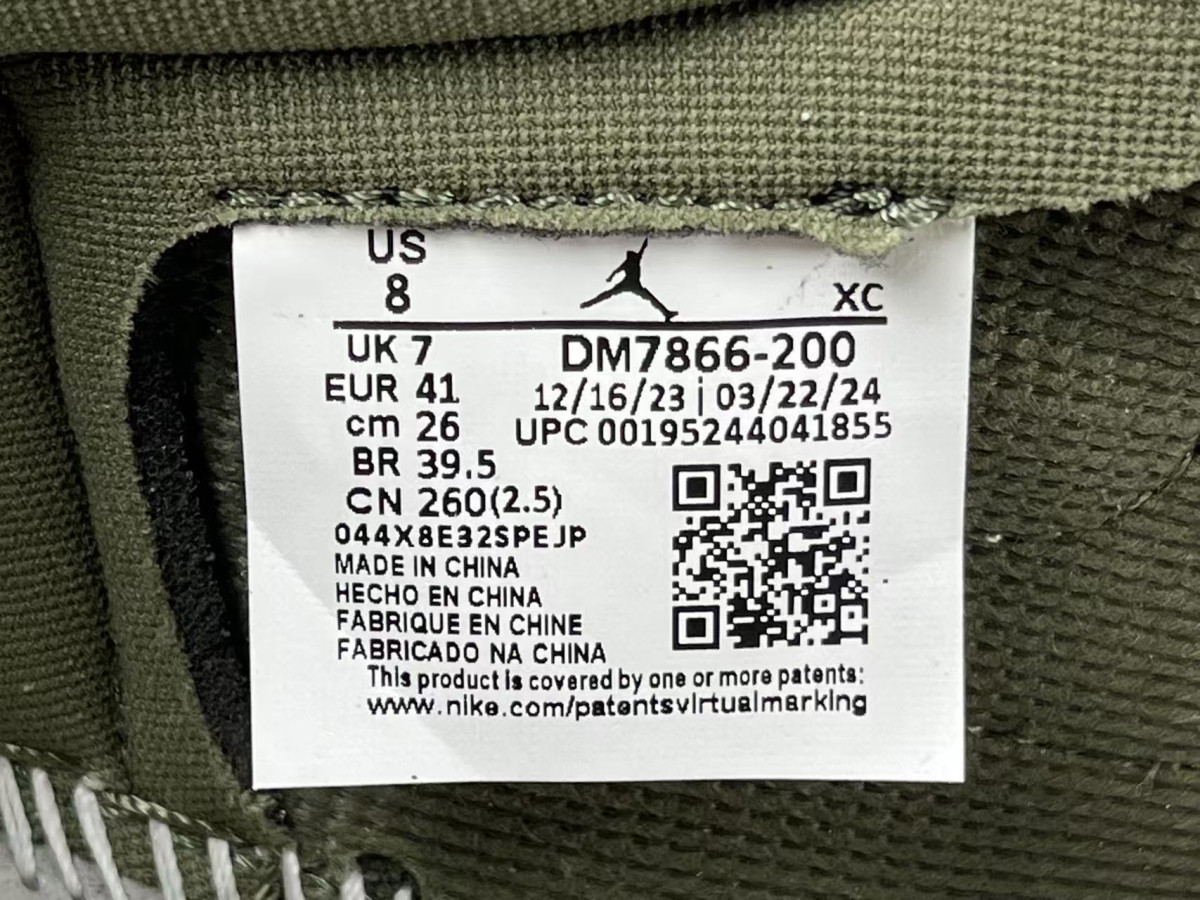 US
8
XC
UK 7
DM7866-200
EUR 41
12/16/23 | 03/22/24
cm 26
UPC 00195244041855
BR 39.5
CN 260(2.5)
044X8E32SPEJP
MADE IN CHINA
HECHO EN CHINA
FABRIQUE EN CHINE
FABRICADO NA CHINA
This product is covered by one or more patents:
www.nike.com/patentsvirtualmarking